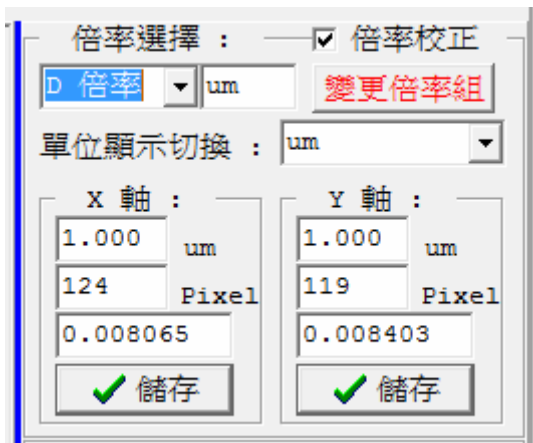 倍率選擇 : 倍率校正
D 倍率 um 變更倍率組
單位顯示切換 : um
X 軸 : Y 軸 :
1.000 um 1.000 um
124 Pixel 119 Pixel
0.008065 0.008403
儲存 儲存